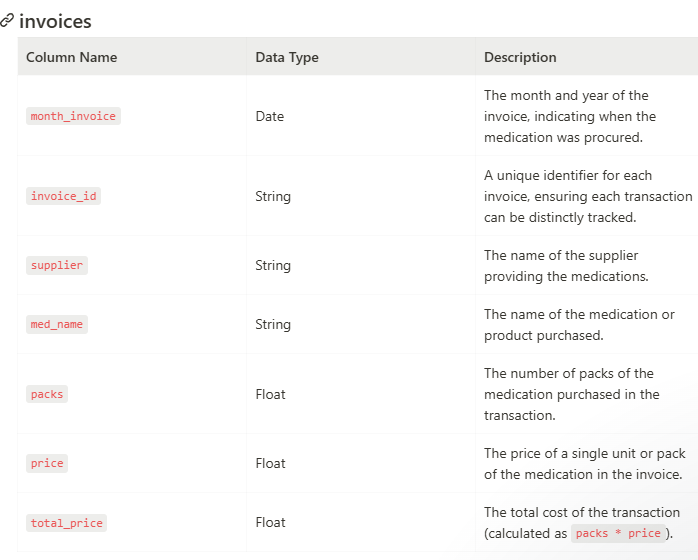 invoices
Column Name Data Type Description
month_invoice Date The month and year of the
invoice, indicating when the
medication was procured.
invoice_id String A unique identifier for each
invoice, ensuring each transaction
can be distinctly tracked.
supplier String The name of the supplier
providing the medications.
med_name String The name of the medication or
product purchased.
packs Float The number of packs of the
medication purchased in the
transaction.
price Float The price of a single unit or pack
of the medication in the invoice.
total_price Float The total cost of the transaction
(calculated as packs * price ).